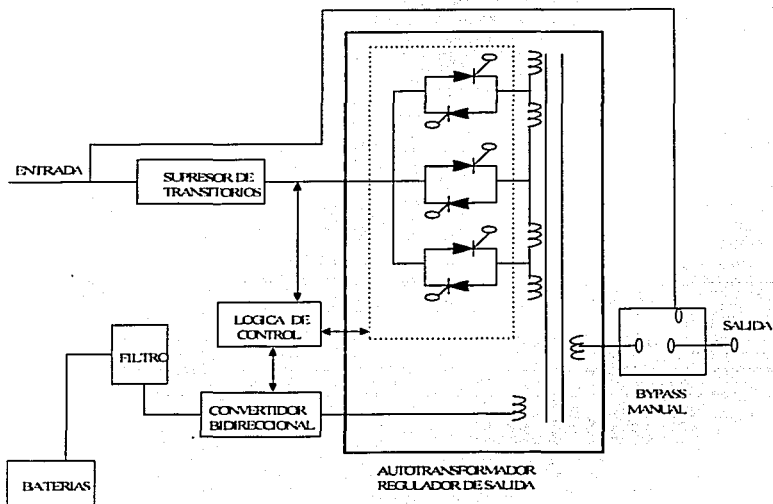 ENTRADA
SUPRESOR DE
TRANSITORIOS
LOGICA DE
CONTROL
FILTRO
CONVERTIDOR
BIDIRECCIONAL
BATERIAS
SALIDA
BYPASS
MANUAL
AUTOTRANSFORMADOR
REGULADOR DE SALIDA